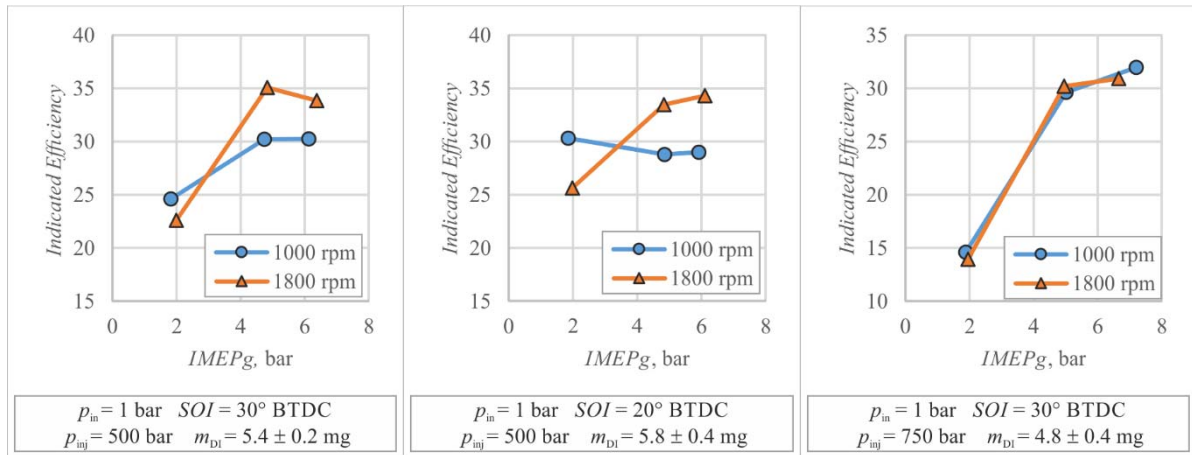 Indicated Efficiency
40
35
30
25
20
15
0
2
4
6
8
1000 rpm
1800 rpm
IMEPg, bar
p_in = 1 bar SOI = 30° BTDC
p_inj = 500 bar m_DI = 5.4 ± 0.2 mg
Indicated Efficiency
40
35
30
25
20
15
0
2
4
6
8
1000 rpm
1800 rpm
IMEPg, bar
p_in = 1 bar SOI = 20° BTDC
p_inj = 500 bar m_DI = 5.8 ± 0.4 mg
Indicated Efficiency
35
30
25
20
15
10
0
2
4
6
8
1000 rpm
1800 rpm
IMEPg, bar
p_in = 1 bar SOI = 30° BTDC
p_inj = 750 bar m_DI = 4.8 ± 0.4 mg